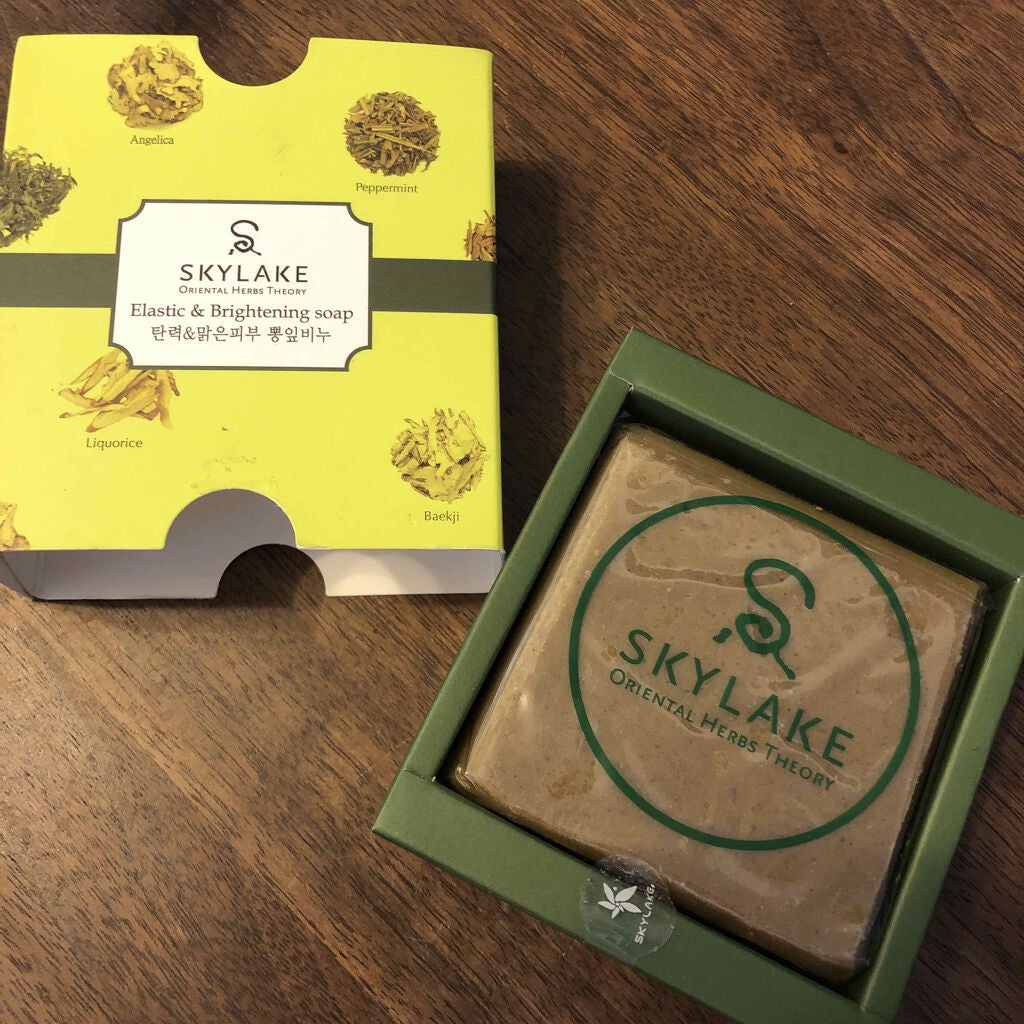 Angelica
Peppermint
SKYLAKE
ORIENTAL HERBS THEORY
Elastic & Brightening soap
탄력&맑은피부 뽕잎비누
Liquorice
Baekji
SKYLAKE
ORIENTAL HERBS THEORY
SKYLAKE